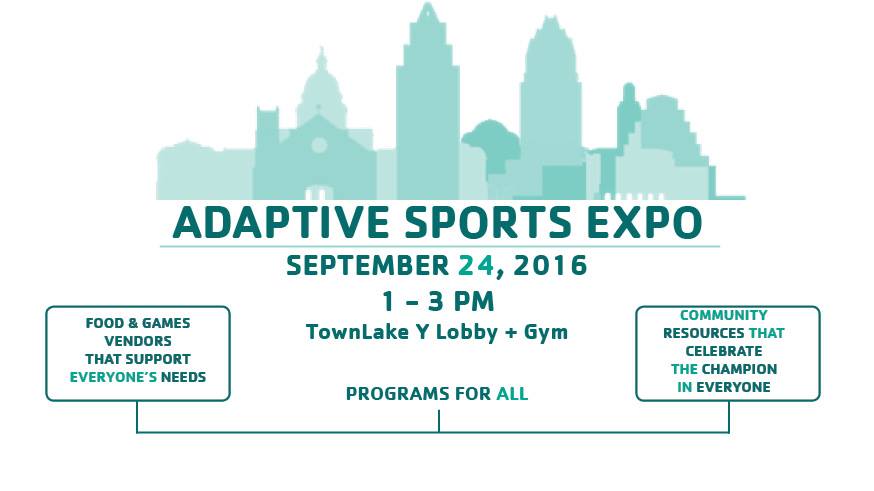 ADAPTIVE SPORTS EXPO
SEPTEMBER 24, 2016
1 – 3 PM
TownLake Y Lobby + Gym
FOOD & GAMES
VENDORS
THAT SUPPORT
EVERYONE'S NEEDS
PROGRAMS FOR ALL
COMMUNITY
RESOURCES THAT
CELEBRATE
THE CHAMPION
IN EVERYONE